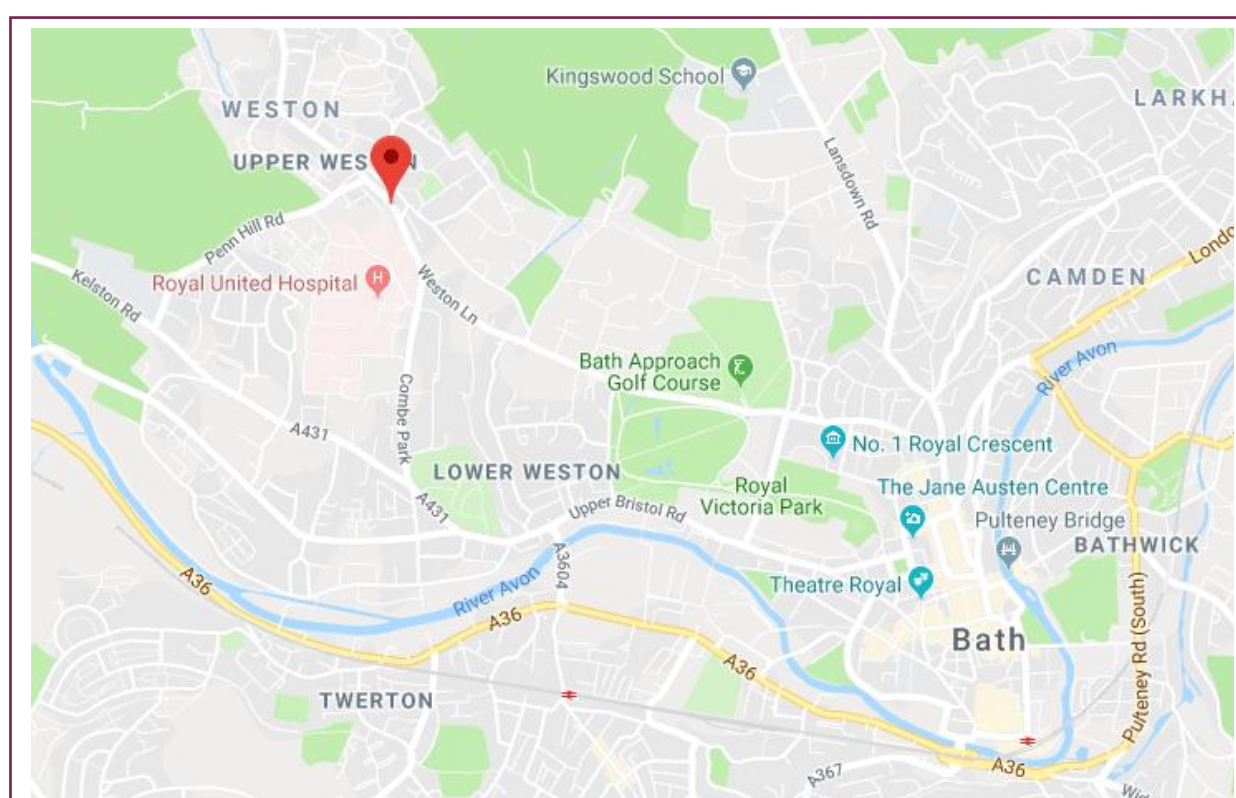 Kingswood School
LARKHA
WESTON
UPPER WES
N
Lansdown Rd
Penn Hill Rd
Londo
CAMDEN
Kelston Rd
Royal United Hospital
H
Weston Ln
River Avon
Bath Approach
Golf Course
Combe Park
A431
No. 1 Royal Crescent
LOWER WESTON
Royal
Victoria Park
The Jane Austen Centre
A431
Upper Bristol Rd
Pulteney Bridge
BATHWICK
A3604
A36
River Avon
Theatre Royal
A36
Bath
Pulteney Rd (South)
A36
TWERTON
A36
A367